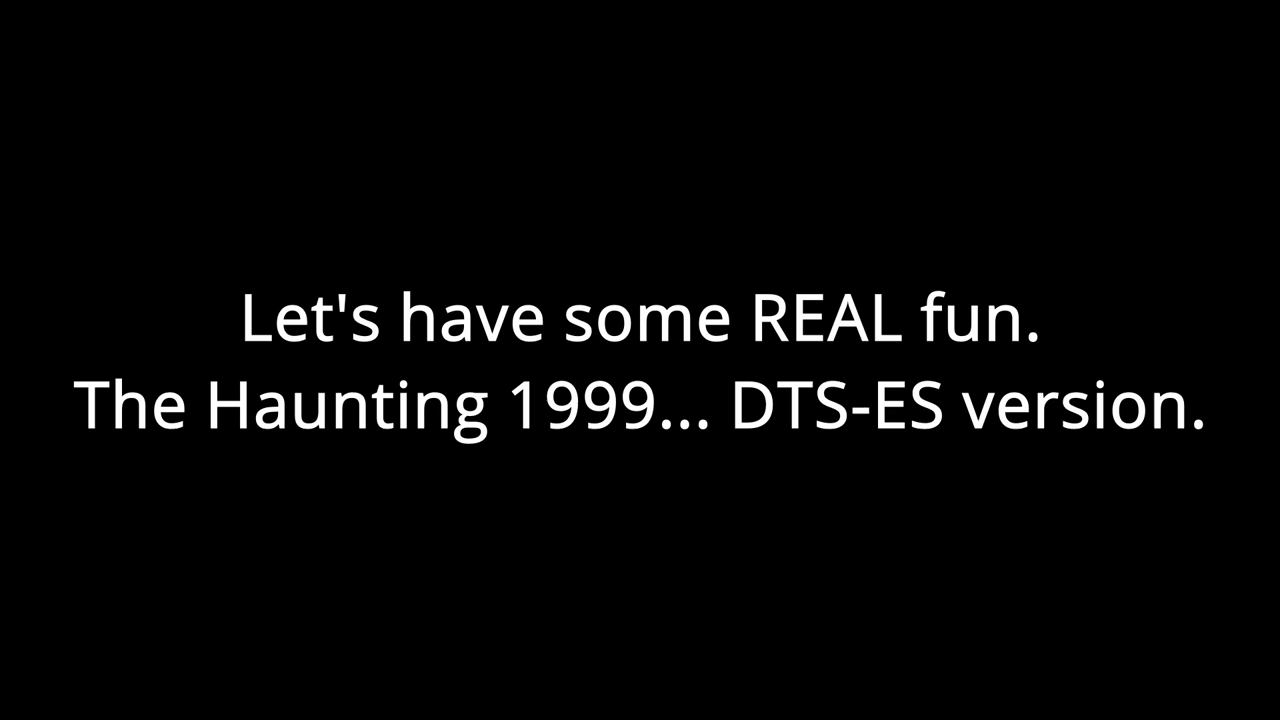 Let's have some REAL fun.
The Haunting 1999... DTS-ES version.